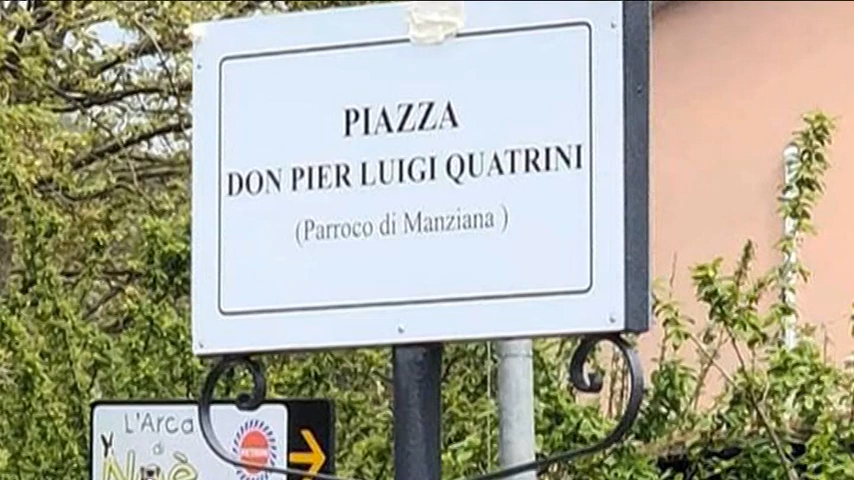 PIAZZA
DON PIER LUIGI QUATRINI
(Parroco di Manziana )
L'Arca
di
Noè